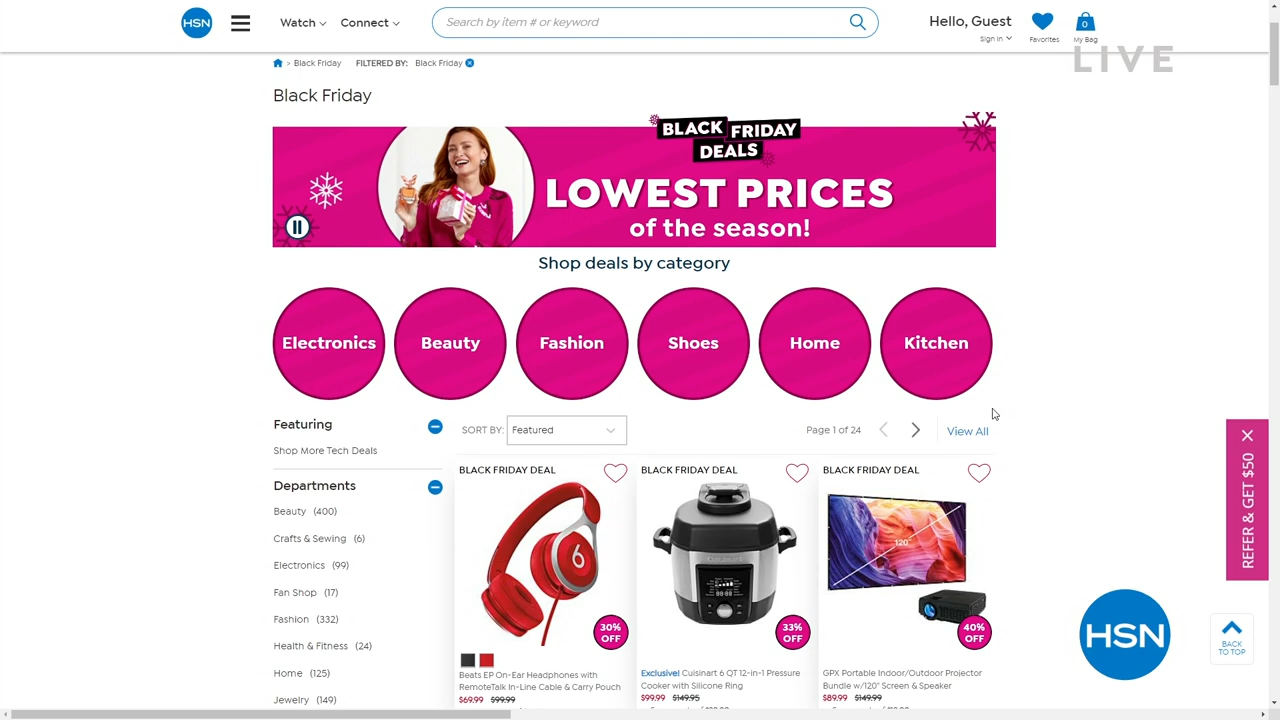 HSN
Watch
Connect
Search by item # or keyword
Hello, Guest
Sign In
Favorites
0
My Bag
LIVE
> Black Friday
FILTERED BY:
Black Friday
Black Friday
BLACK FRIDAY
DEALS
LOWEST PRICES
of the season!
Shop deals by category
Electronics
Beauty
Fashion
Shoes
Home
Kitchen
Featuring
Shop More Tech Deals
Departments
Beauty (400)
Crafts & Sewing (6)
Electronics (99)
Fan Shop (17)
Fashion (332)
Health & Fitness (24)
Home (125)
Jewelry (149)
SORT BY:
Featured
Page 1 of 24
View All
BLACK FRIDAY DEAL
30%
OFF
Beats EP On-Ear Headphones with
RemoteTalk In-Line Cable & Carry Pouch
$69.99 $99.99
BLACK FRIDAY DEAL
33%
OFF
Exclusive! Cuisinart 6 QT 12-in-1 Pressure
Cooker with Silicone Ring
$99.99 $149.95
BLACK FRIDAY DEAL
120"
40%
OFF
GPX Portable Indoor/Outdoor Projector
Bundle w/120" Screen & Speaker
$89.99 $149.99
REFER & GET $50
HSN
BACK
TO TOP